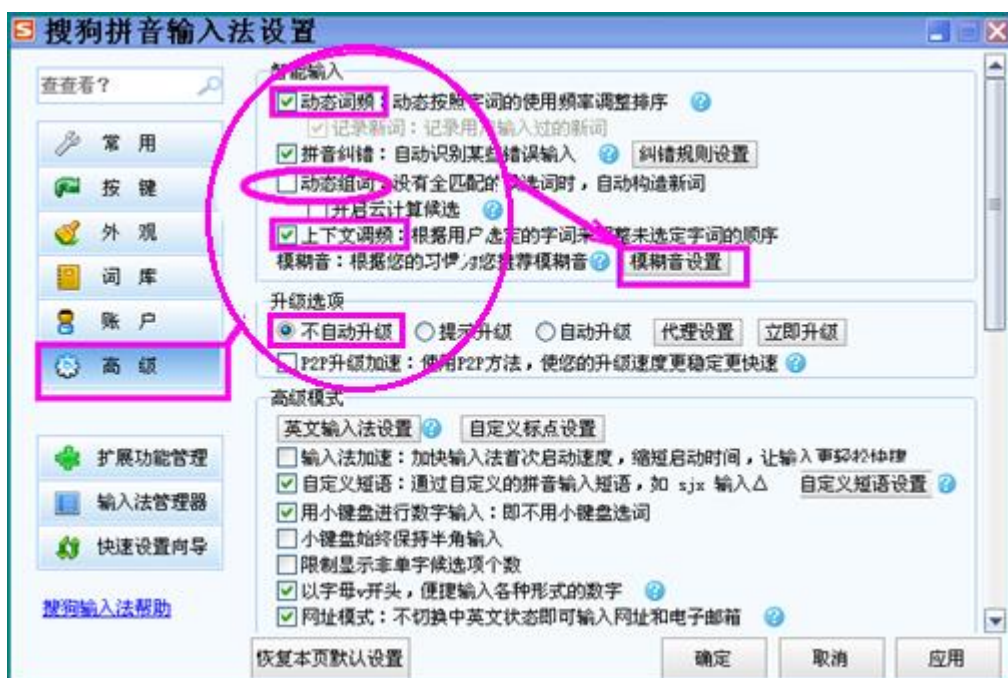 搜狗拼音输入法设置
查查看?
常 用
按 键
外 观
词 库
账 户
高 级
扩展功能管理
输入法管理器
快速设置向导
搜狗输入法帮助
智能输入
动态词频:动态按照字词的使用频率调整排序
记录新词:记录用户输入过的新词
拼音纠错:自动识别某些错误输入 纠错规则设置
动态组词:没有全匹配的候选词时,自动构造新词
开启云计算候选
上下文调频:根据用户选定的字词来调整未选定字词的顺序
模糊音:根据您的习惯为您推荐模糊音 模糊音设置
升级选项
不自动升级 提示升级 自动升级 代理设置 立即升级
P2P升级加速:使用P2P方法,使您的升级速度更稳定更快速
高级模式
英文输入法设置 自定义标点设置
输入法加速:加快输入法首次启动速度,缩短启动时间,让输入更轻松快捷
自定义短语:通过自定义的拼音输入短语,如 sjx 输入△ 自定义短语设置
用小键盘进行数字输入:即不用小键盘选词
小键盘始终保持半角输入
限制显示非单字候选项个数
以字母v开头,便捷输入各种形式的数字
网址模式:不切换中英文状态即可输入网址和电子邮箱
恢复本页默认设置 确定 取消 应用